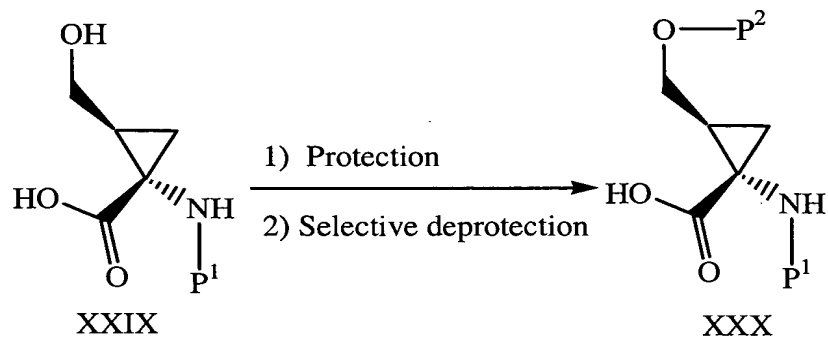 OH
O—P²
1) Protection
HO
NH
O
P¹
2) Selective deprotection
HO
NH
O
P¹
XXIX
XXX